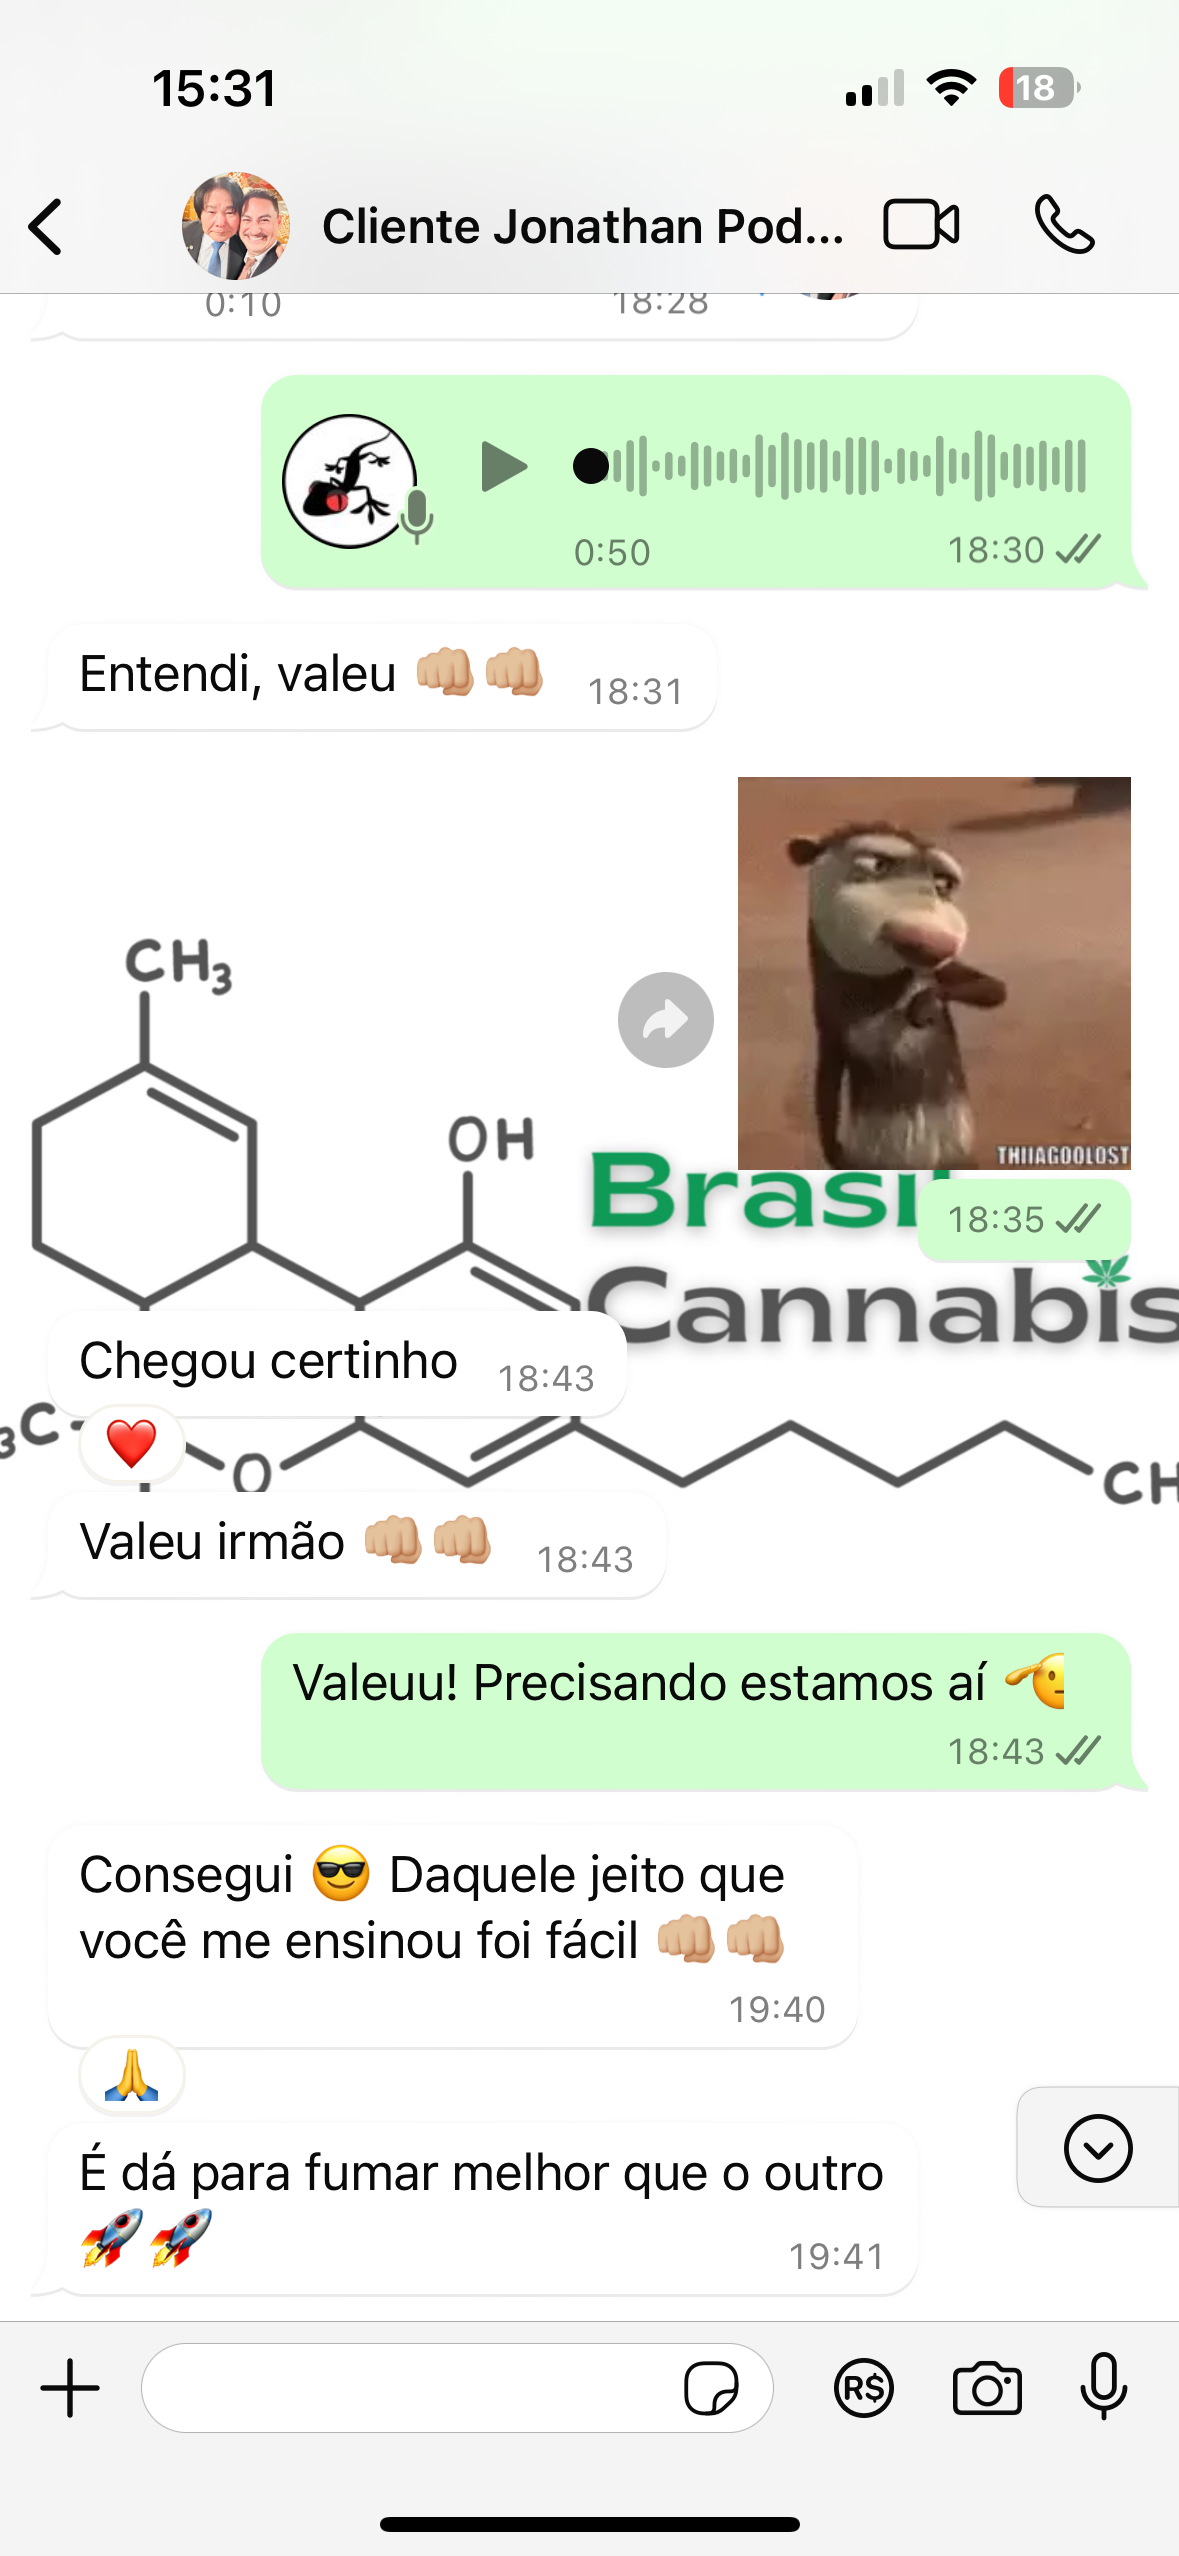 15:31
18
Cliente Jonathan Pod...
0:10 18:28
0:50 18:30
Entendi, valeu 👊🏼👊🏼 18:31
THIIAGOOLOST
18:35
CH3
OH
Brasil
Cannabis
Chegou certinho 18:43
❤️
3C
O
CH
Valeu irmão 👊🏼👊🏼 18:43
Valeuu! Precisando estamos aí 🫡
18:43
Consegui 😎 Daquele jeito que
você me ensinou foi fácil 👊🏼👊🏼
19:40
🙏
É dá para fumar melhor que o outro
🚀🚀 19:41
R$